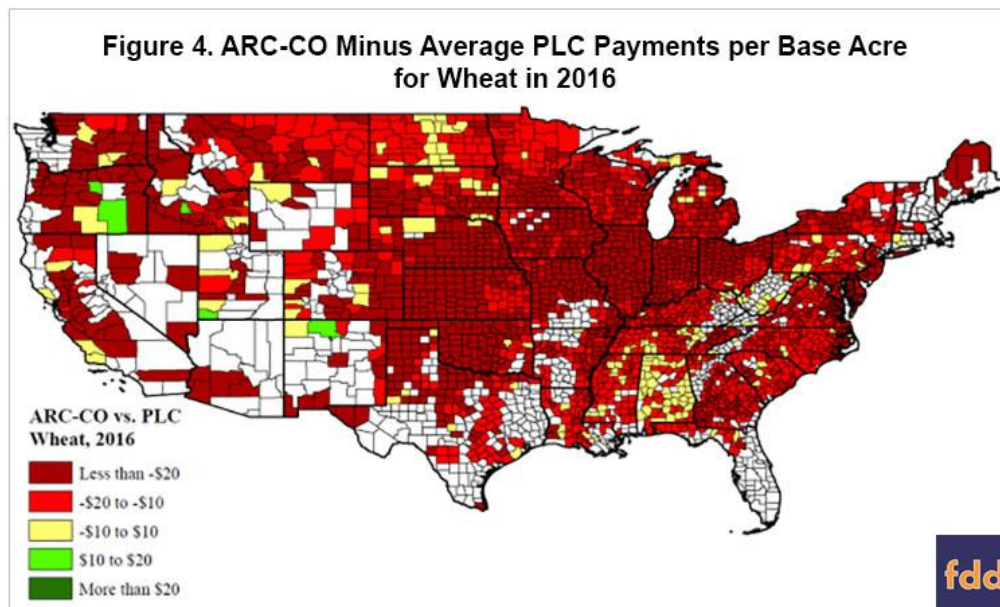 Figure 4. ARC-CO Minus Average PLC Payments per Base Acre
for Wheat in 2016
ARC-CO vs. PLC
Wheat, 2016
Less than -$20
-$20 to -$10
-$10 to $10
$10 to $20
More than $20
fdd